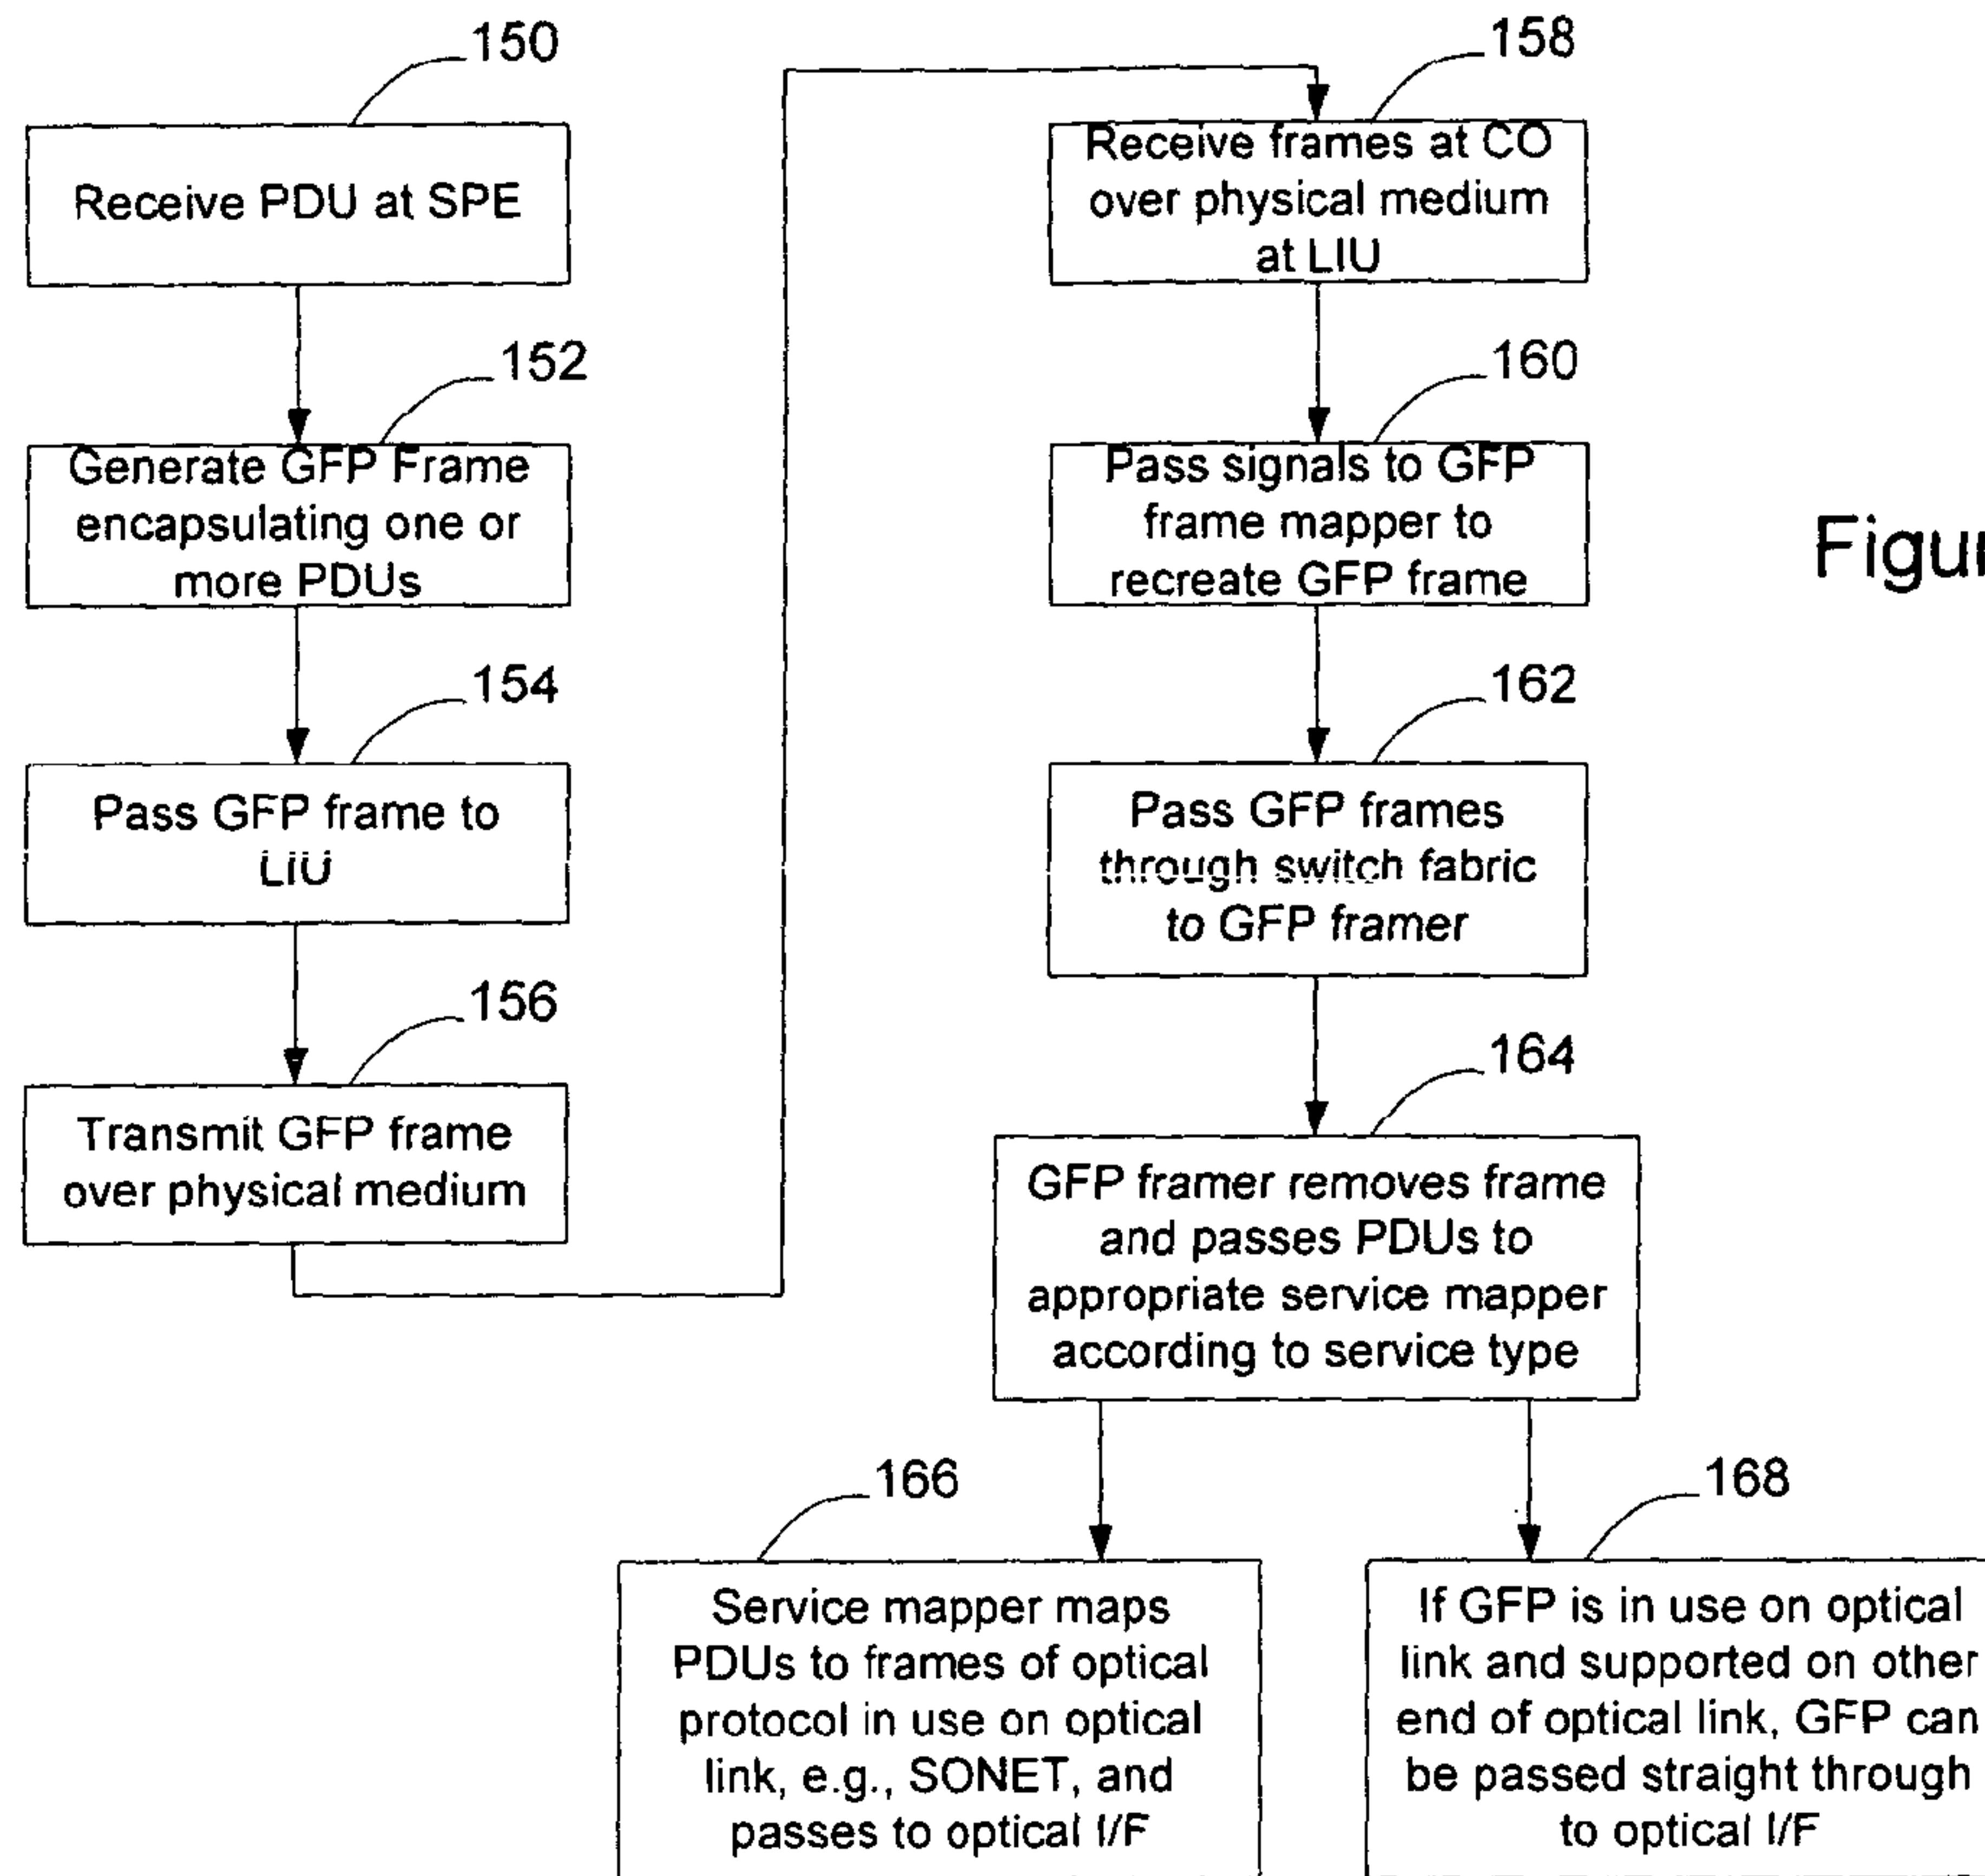 150
Receive PDU at SPE
152
Generate GFP Frame
encapsulating one or
more PDUs
154
Pass GFP frame to
LIU
156
Transmit GFP frame
over physical medium
158
Receive frames at CO
over physical medium
at LIU
160
Pass signals to GFP
frame mapper to
recreate GFP frame
162
Pass GFP frames
through switch fabric
to GFP framer
164
GFP framer removes frame
and passes PDUs to
appropriate service mapper
according to service type
166
Service mapper maps
PDUs to frames of optical
protocol in use on optical
link, e.g., SONET, and
passes to optical I/F
168
If GFP is in use on optical
link and supported on other
end of optical link, GFP can
be passed straight through
to optical I/F